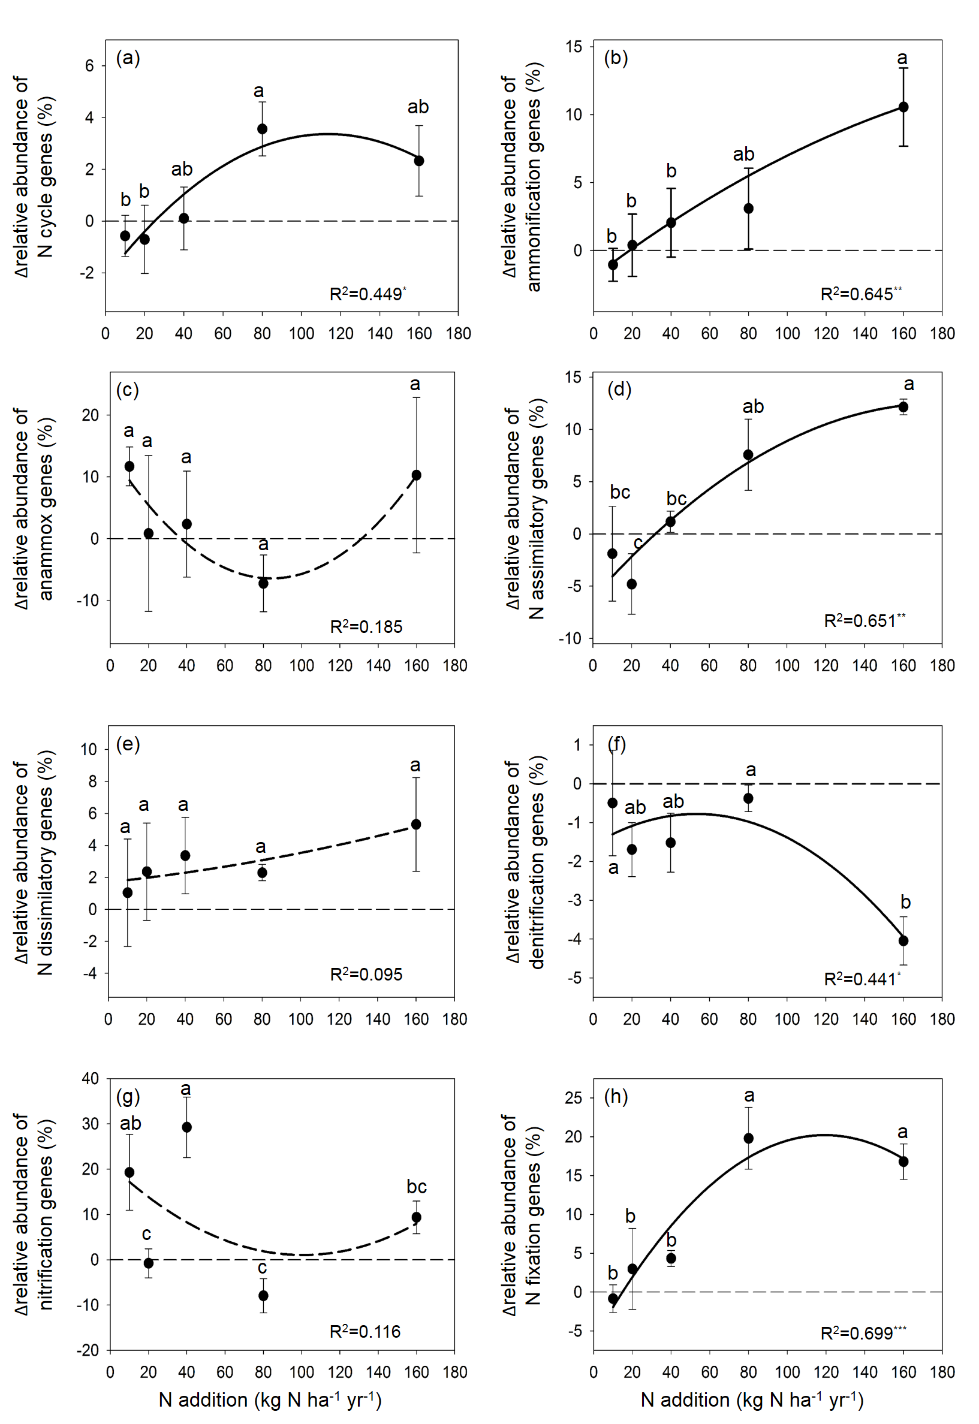 (a)
Δrelative abundance of
N cycle genes (%)
6
4
2
0
-2
b
b
ab
a
ab
R²=0.449*
0 20 40 60 80 100 120 140 160 180
(b)
Δrelative abundance of
ammonification genes (%)
15
10
5
0
b
b
b
ab
a
R²=0.645**
0 20 40 60 80 100 120 140 160 180
(c)
Δrelative abundance of
anammox genes (%)
20
10
0
-10
a
a
a
a
a
R²=0.185
0 20 40 60 80 100 120 140 160 180
(d)
Δrelative abundance of
N assimilatory genes (%)
15
10
5
0
-5
-10
bc
c
bc
ab
a
R²=0.651**
0 20 40 60 80 100 120 140 160 180
(e)
Δrelative abundance of
N dissimilatory genes (%)
10
8
6
4
2
0
-2
-4
a
a
a
a
a
R²=0.095
0 20 40 60 80 100 120 140 160 180
(f)
Δrelative abundance of
denitrification genes (%)
1
0
-1
-2
-3
-4
-5
a
ab
ab
a
b
R²=0.441*
0 20 40 60 80 100 120 140 160 180
(g)
Δrelative abundance of
nitrification genes (%)
40
30
20
10
0
-10
-20
ab
c
a
c
bc
R²=0.116
0 20 40 60 80 100 120 140 160 180
N addition (kg N ha⁻¹ yr⁻¹)
(h)
Δrelative abundance of
N fixation genes (%)
25
20
15
10
5
0
-5
b
b
b
a
a
R²=0.699***
0 20 40 60 80 100 120 140 160 180
N addition (kg N ha⁻¹ yr⁻¹)